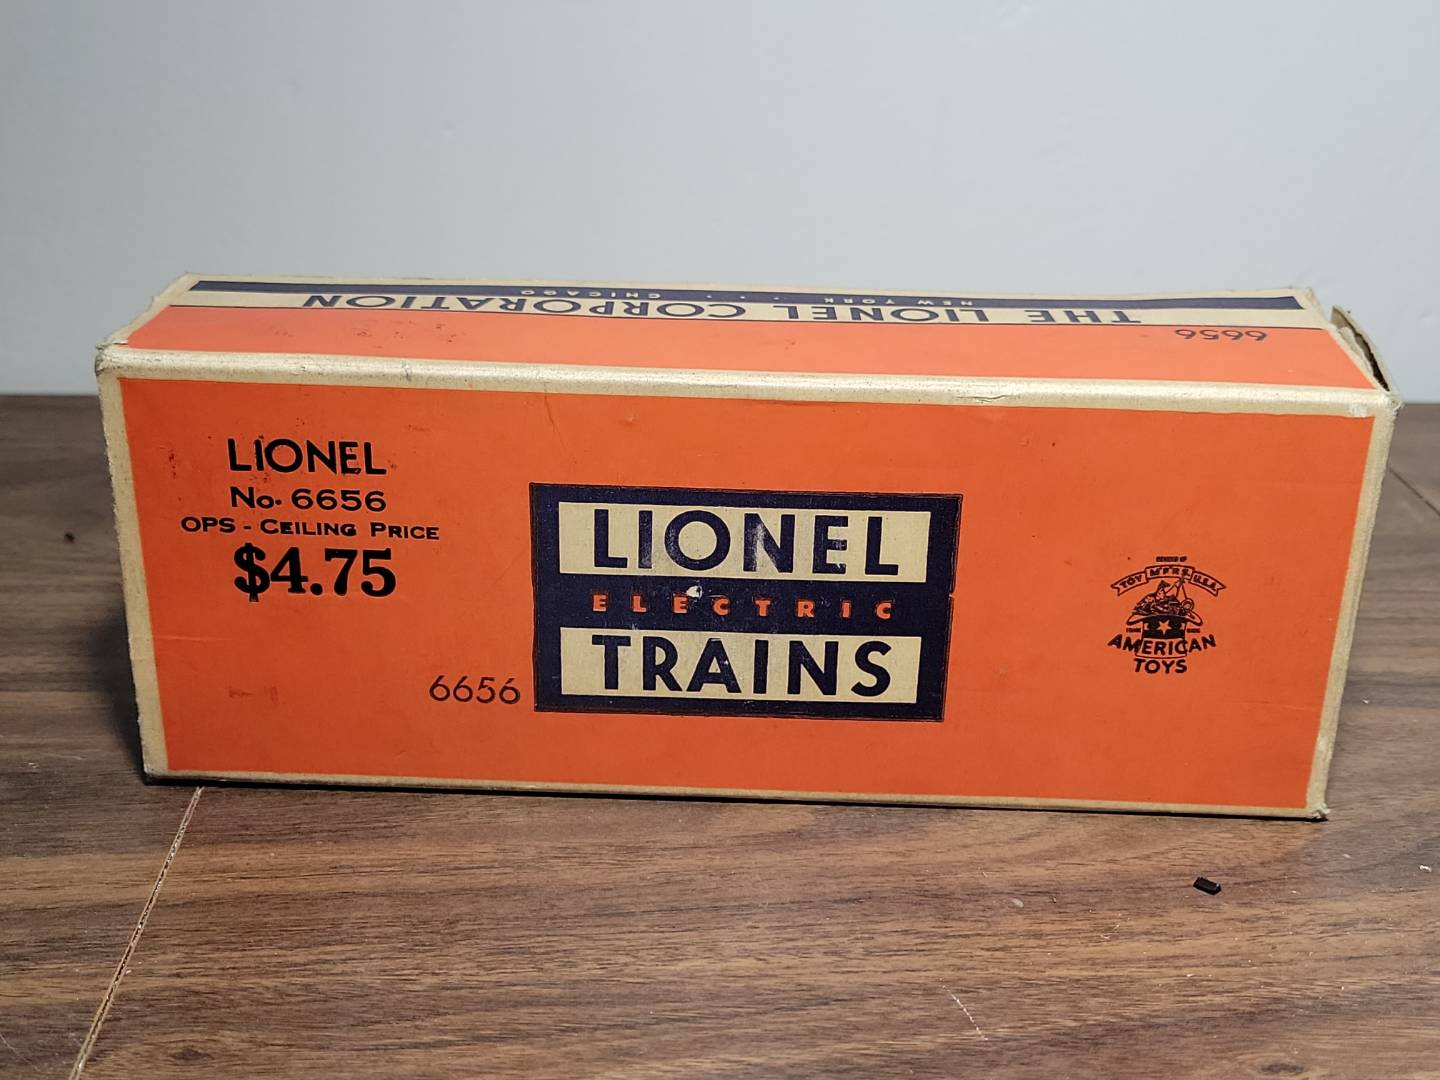 THE LIONEL CORPORATION
NEW YORK • • • CHICAGO
6656
LIONEL
No. 6656
OPS - CEILING PRICE
$4.75
6656
LIONEL
ELECTRIC
TRAINS
TOY M'F'R'S U.S.A.
AMERICAN
TOYS